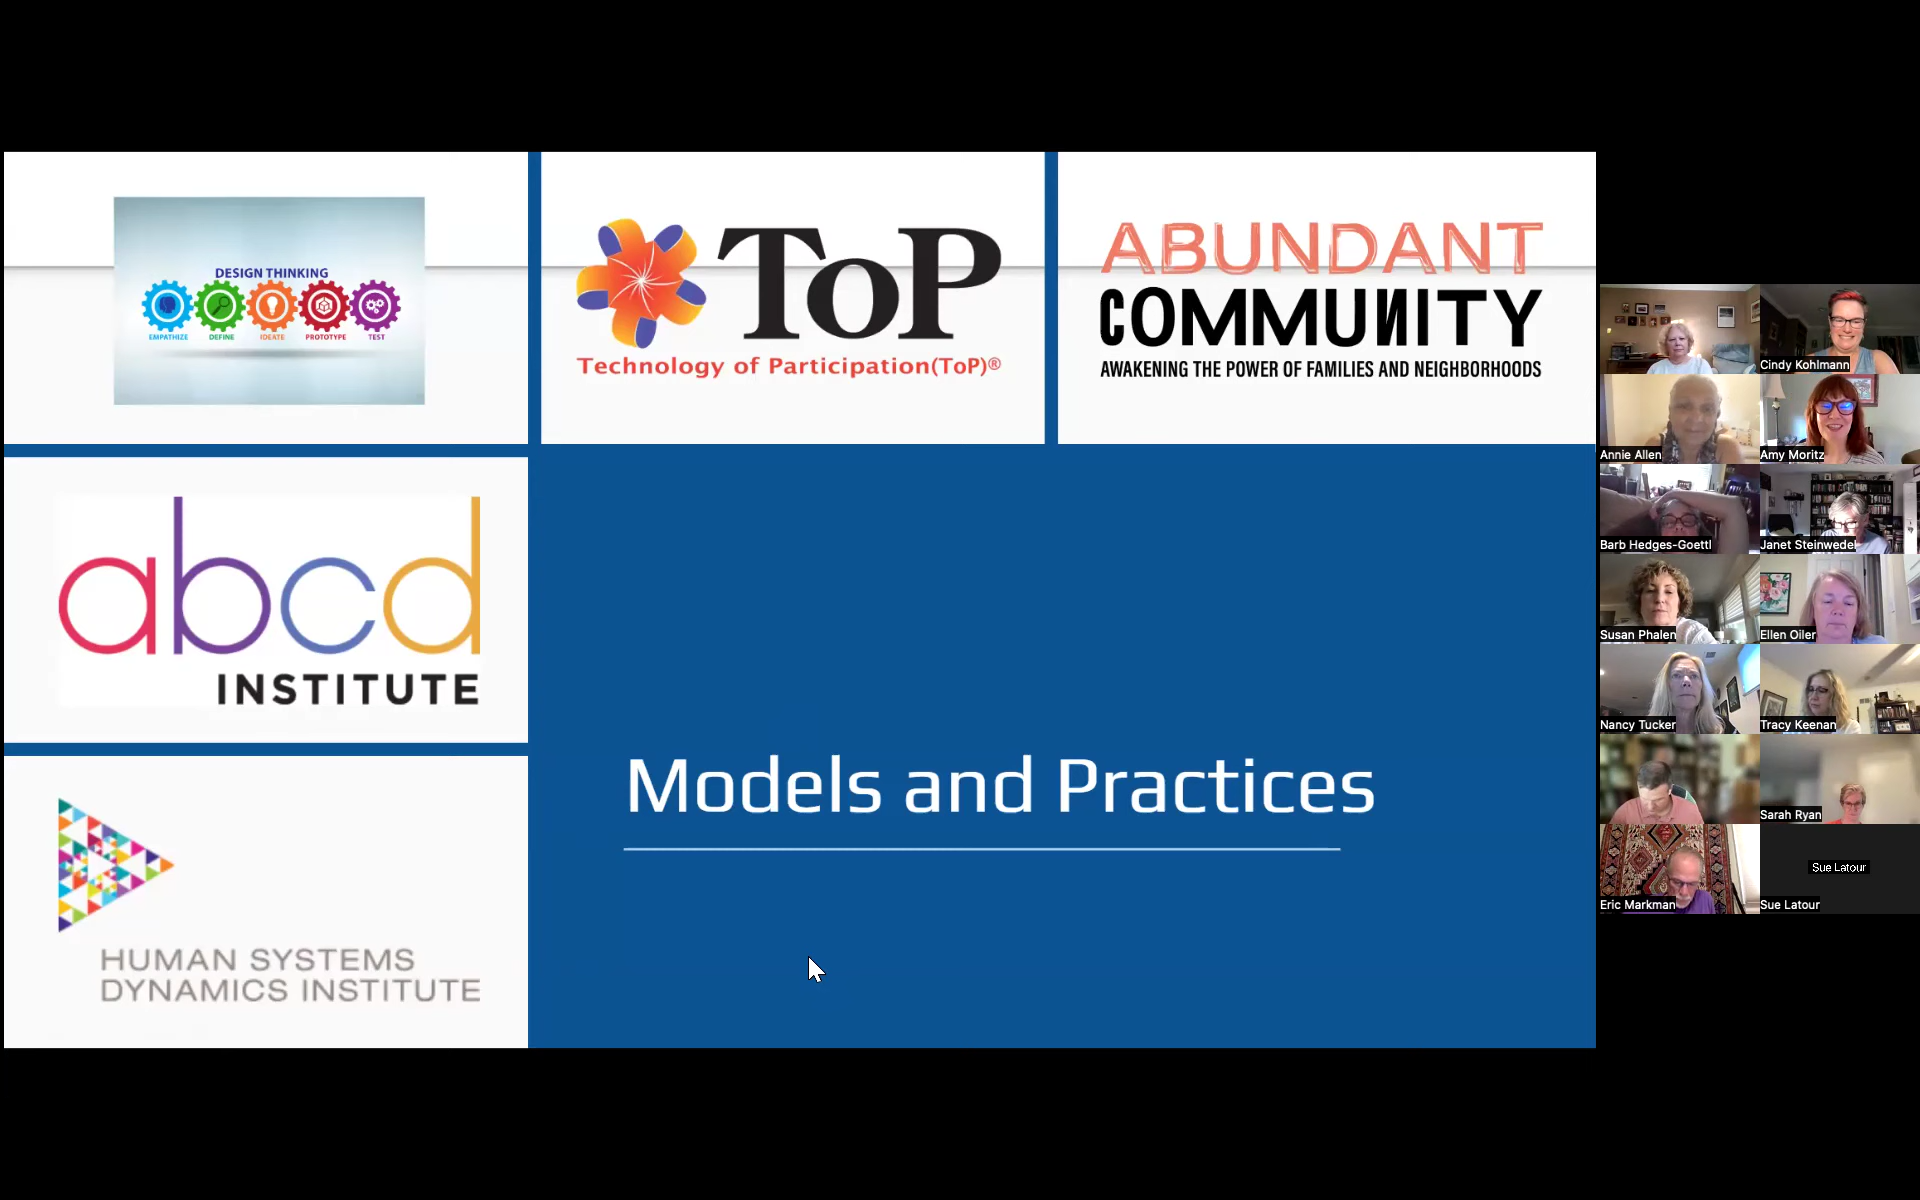 DESIGN THINKING
EMPATHIZE DEFINE IDEATE PROTOTYPE TEST
ToP
Technology of Participation(ToP)®
ABUNDANT
COMMUNITY
AWAKENING THE POWER OF FAMILIES AND NEIGHBORHOODS
abcd
INSTITUTE
HUMAN SYSTEMS
DYNAMICS INSTITUTE
Models and Practices
Cindy Kohlmann
Annie Allen
Amy Moritz
Barb Hedges-Goettl
Janet Steinwedel
Susan Phalen
Ellen Oiler
Nancy Tucker
Tracy Keenan
Sarah Ryan
Eric Markman
Sue Latour
Sue Latour